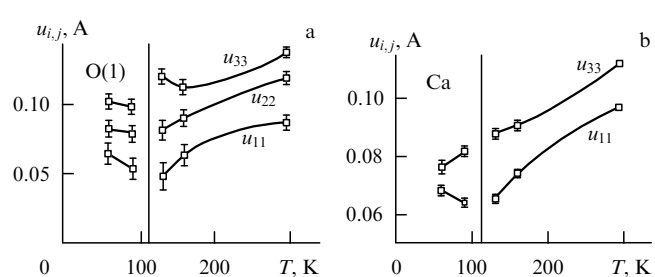 u_{i,j}, A
a
O(1)
u_{33}
u_{22}
u_{11}
0.10
0.05
0
100
200
T, K
u_{i,j}, A
b
Ca
u_{33}
u_{11}
0.10
0.08
0.06
0
100
200
T, K